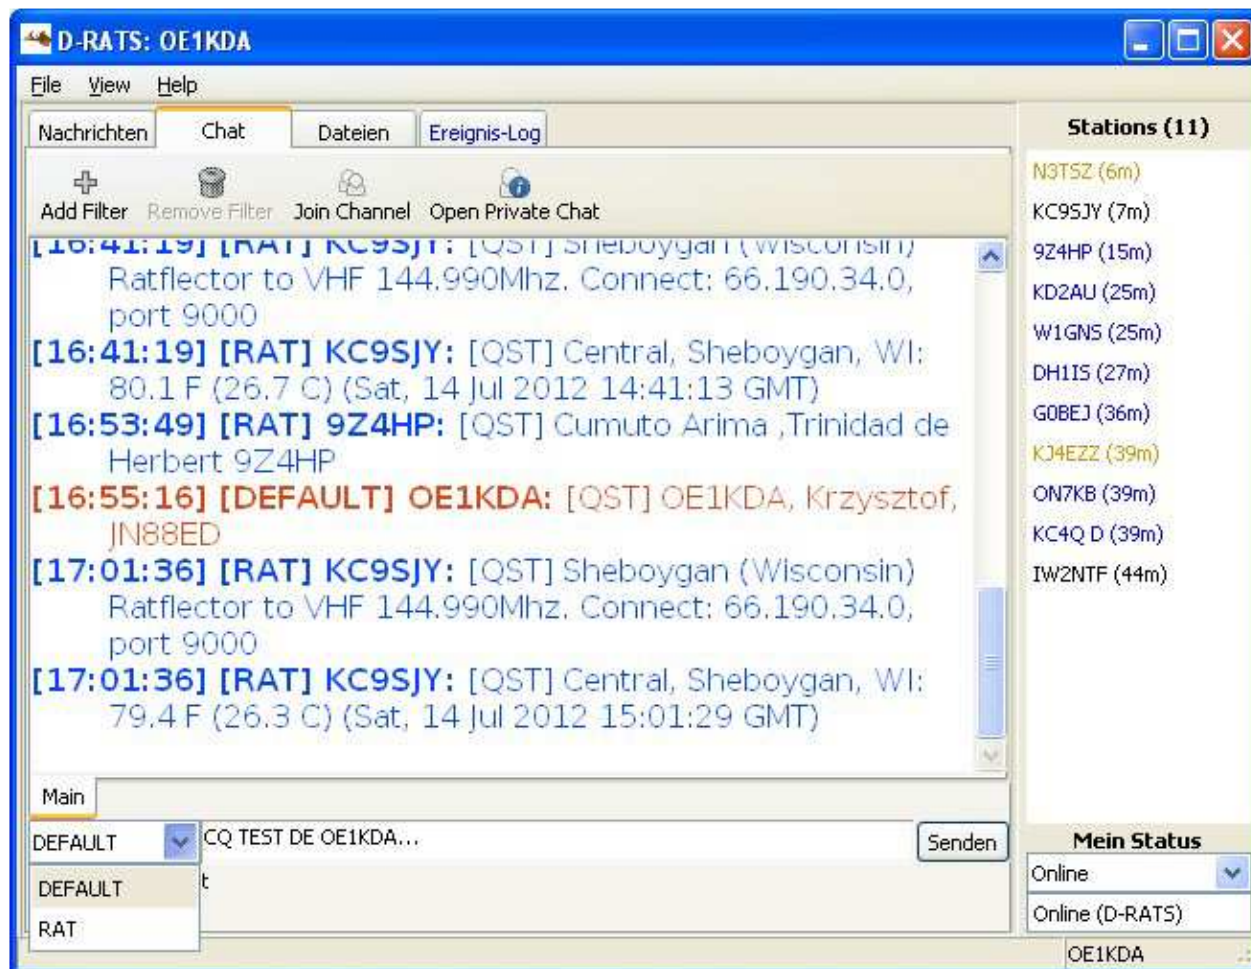 D-RATS: OE1KDA
File View Help
Nachrichten Chat Dateien Ereignis-Log
Add Filter Remove Filter Join Channel Open Private Chat
[16:41:19] [RAT] KC9SJY: [QST] Sheboygan (Wisconsin)
Ratflector to VHF 144.990Mhz. Connect: 66.190.34.0,
port 9000
[16:41:19] [RAT] KC9SJY: [QST] Central, Sheboygan, WI:
80.1 F (26.7 C) (Sat, 14 Jul 2012 14:41:13 GMT)
[16:53:49] [RAT] 9Z4HP: [QST] Cumuto Arima ,Trinidad de
Herbert 9Z4HP
[16:55:16] [DEFAULT] OE1KDA: [QST] OE1KDA, Krzysztof,
JN88ED
[17:01:36] [RAT] KC9SJY: [QST] Sheboygan (Wisconsin)
Ratflector to VHF 144.990Mhz. Connect: 66.190.34.0,
port 9000
[17:01:36] [RAT] KC9SJY: [QST] Central, Sheboygan, WI:
79.4 F (26.3 C) (Sat, 14 Jul 2012 15:01:29 GMT)
Main
DEFAULT CQ TEST DE OE1KDA... Senden
DEFAULT t
RAT
Stations (11)
N3TSZ (6m)
KC9SJY (7m)
9Z4HP (15m)
KD2AU (25m)
W1GNS (25m)
DH1IS (27m)
G0BEJ (36m)
KJ4EZZ (39m)
ON7KB (39m)
KC4Q D (39m)
IW2NTF (44m)
Mein Status
Online
Online (D-RATS)
OE1KDA